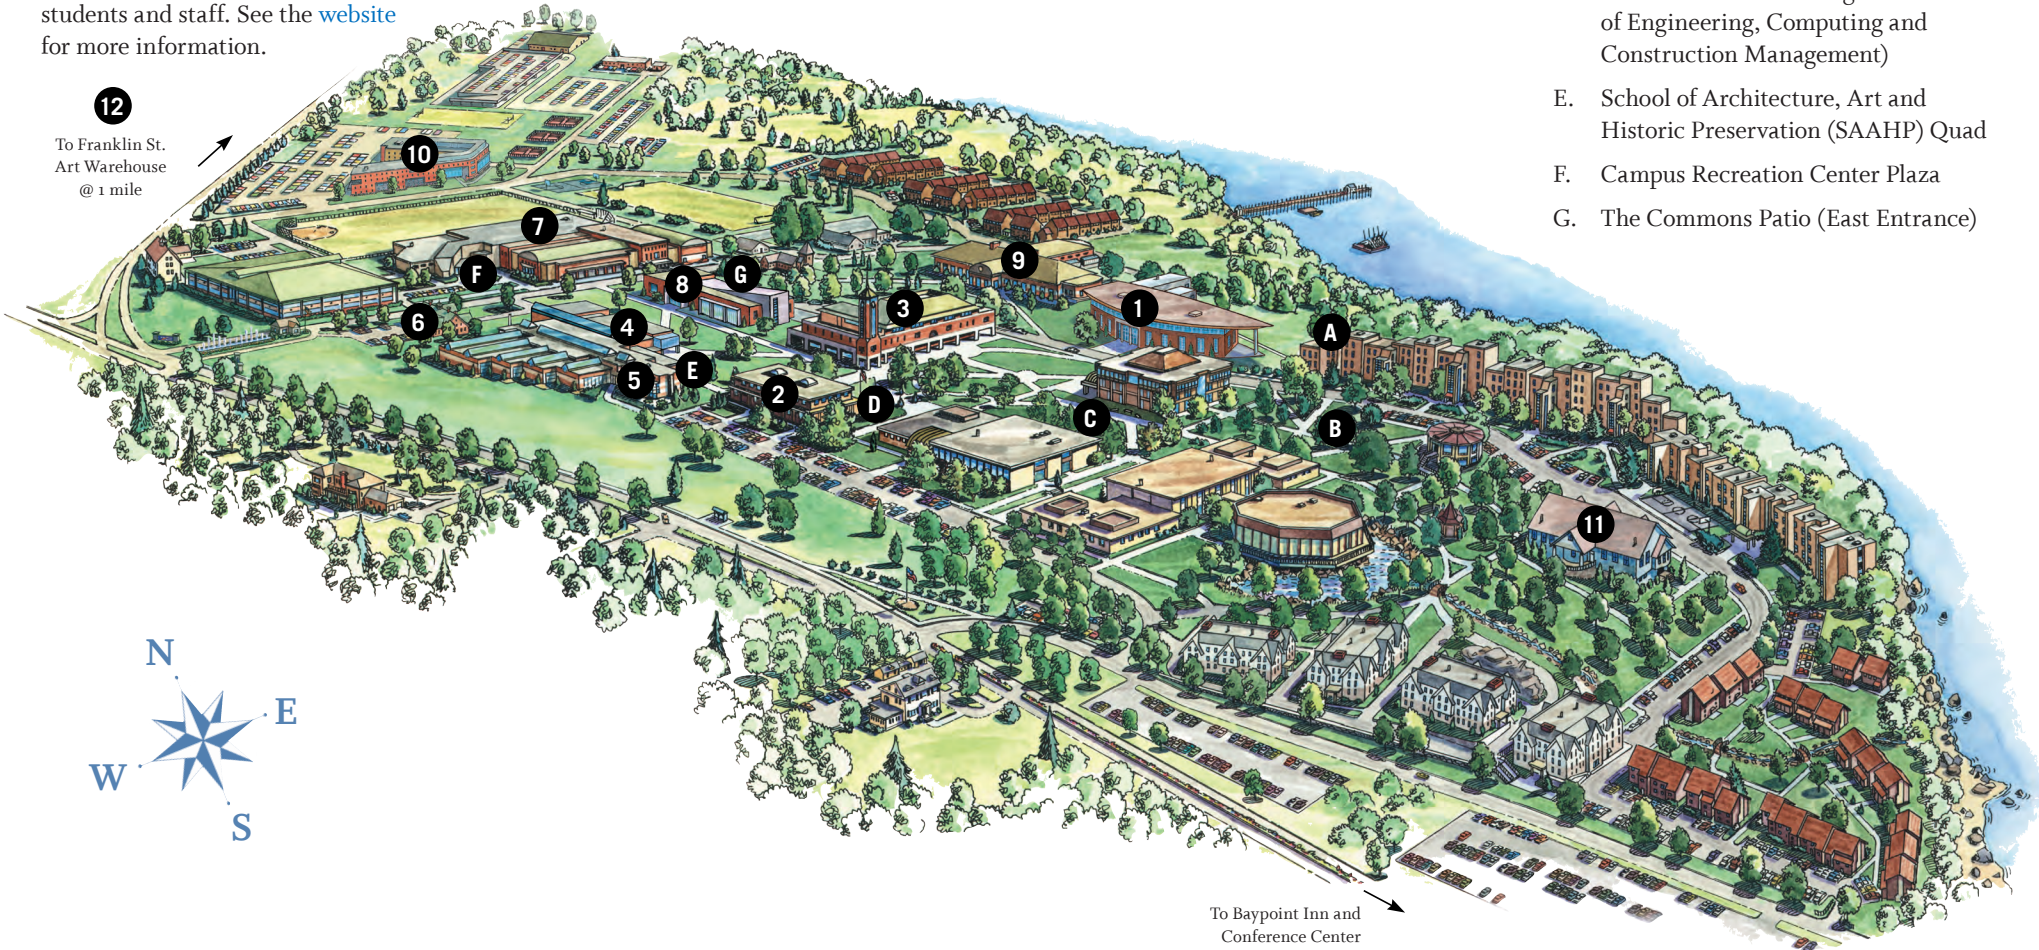 students and staff. See the website
for more information.
12
To Franklin St.
Art Warehouse
@ 1 mile
of Engineering, Computing and
Construction Management)
E. School of Architecture, Art and
Historic Preservation (SAAHP) Quad
F. Campus Recreation Center Plaza
G. The Commons Patio (East Entrance)
10
7
F
G
8
9
6
4
3
1
A
5
E
2
D
C
B
11
N
E
W
S
To Baypoint Inn and
Conference Center